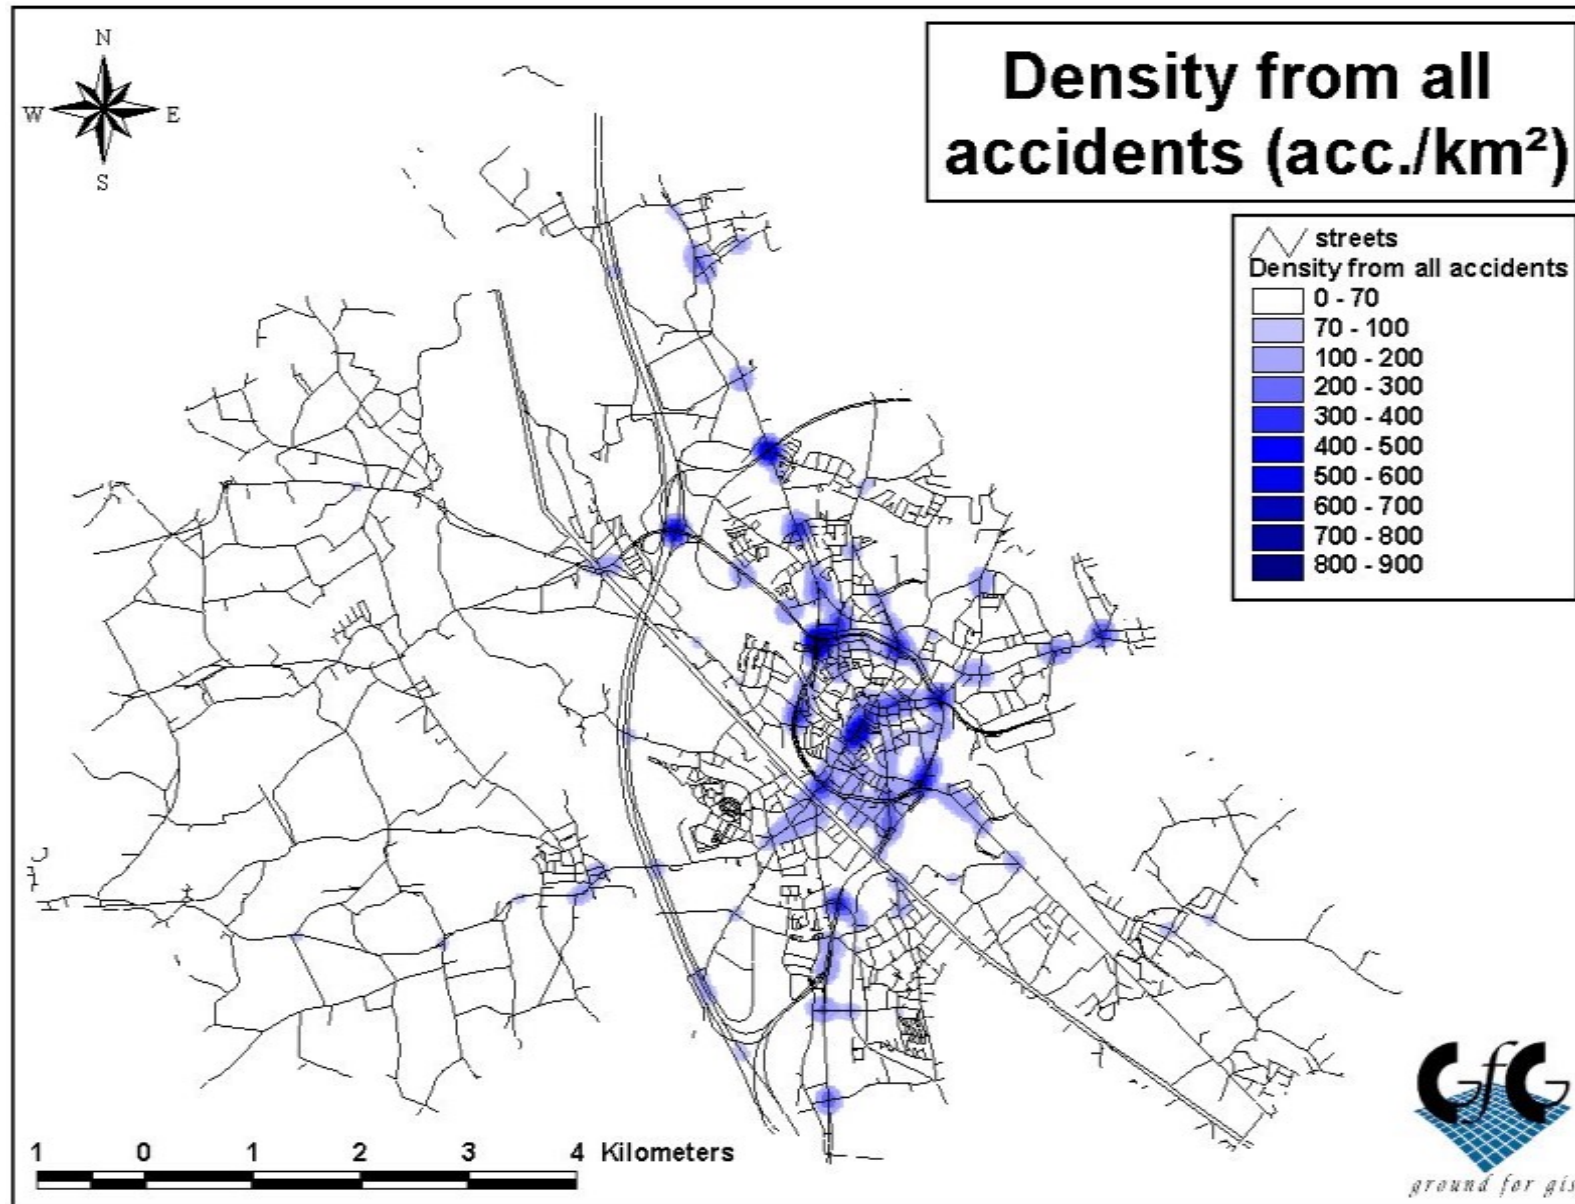 N
W E
S
Density from all
accidents (acc./km²)
streets
Density from all accidents
0 - 70
70 - 100
100 - 200
200 - 300
300 - 400
400 - 500
500 - 600
600 - 700
700 - 800
800 - 900
1 0 1 2 3 4 Kilometers
GfG
ground for gis